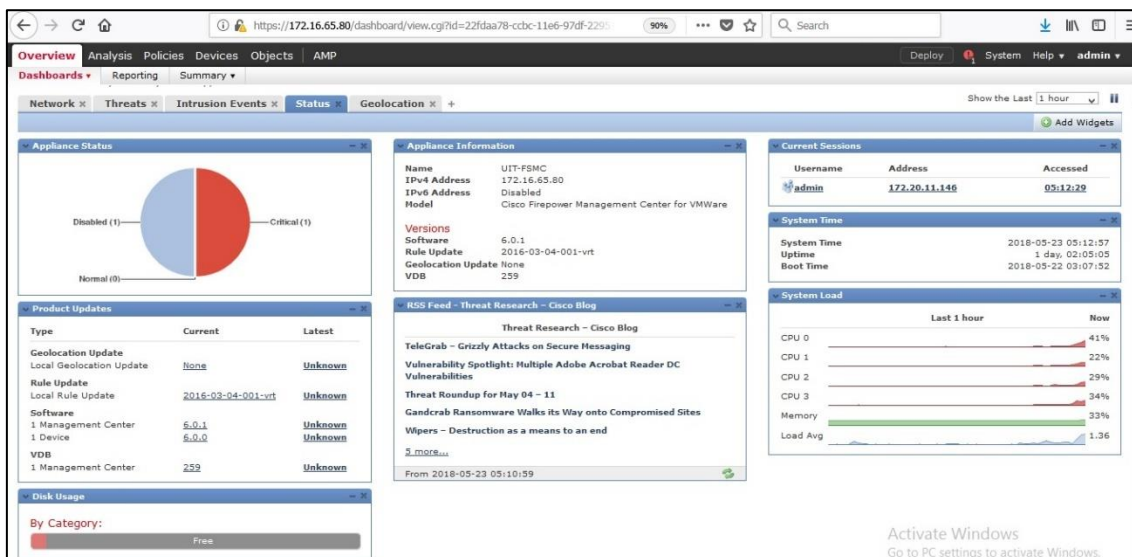 https://172.16.65.80/dashboard/view.cgi?id=22fdaa78-ccbc-11e6-97df-2295
90%
Search
Overview Analysis Policies Devices Objects AMP
Deploy 1 System Help admin
Dashboards Reporting Summary
Network Threats Intrusion Events Status Geolocation +
Show the Last 1 hour
Add Widgets
Appliance Status
Disabled (1)
Critical (1)
Normal (0)
Product Updates
Type Current Latest
Geolocation Update
Local Geolocation Update None Unknown
Rule Update
Local Rule Update 2016-03-04-001-vrt Unknown
Software
1 Management Center 6.0.1 Unknown
1 Device 6.0.0 Unknown
VDB
1 Management Center 259 Unknown
Disk Usage
By Category:
Free
Appliance Information
Name UIT-FSMC
IPv4 Address 172.16.65.80
IPv6 Address Disabled
Model Cisco Firepower Management Center for VMWare
Versions
Software 6.0.1
Rule Update 2016-03-04-001-vrt
Geolocation Update None
VDB 259
RSS Feed - Threat Research – Cisco Blog
Threat Research – Cisco Blog
TeleGrab – Grizzly Attacks on Secure Messaging
Vulnerability Spotlight: Multiple Adobe Acrobat Reader DC
Vulnerabilities
Threat Roundup for May 04 – 11
Gandcrab Ransomware Walks its Way onto Compromised Sites
Wipers – Destruction as a means to an end
5 more...
From 2018-05-23 05:10:59
Current Sessions
Username Address Accessed
admin 172.20.11.146 05:12:29
System Time
System Time 2018-05-23 05:12:57
Uptime 1 day, 02:05:05
Boot Time 2018-05-22 03:07:52
System Load
Last 1 hour Now
CPU 0 41%
CPU 1 22%
CPU 2 29%
CPU 3 34%
Memory 33%
Load Avg 1.36
Activate Windows
Go to PC settings to activate Windows.